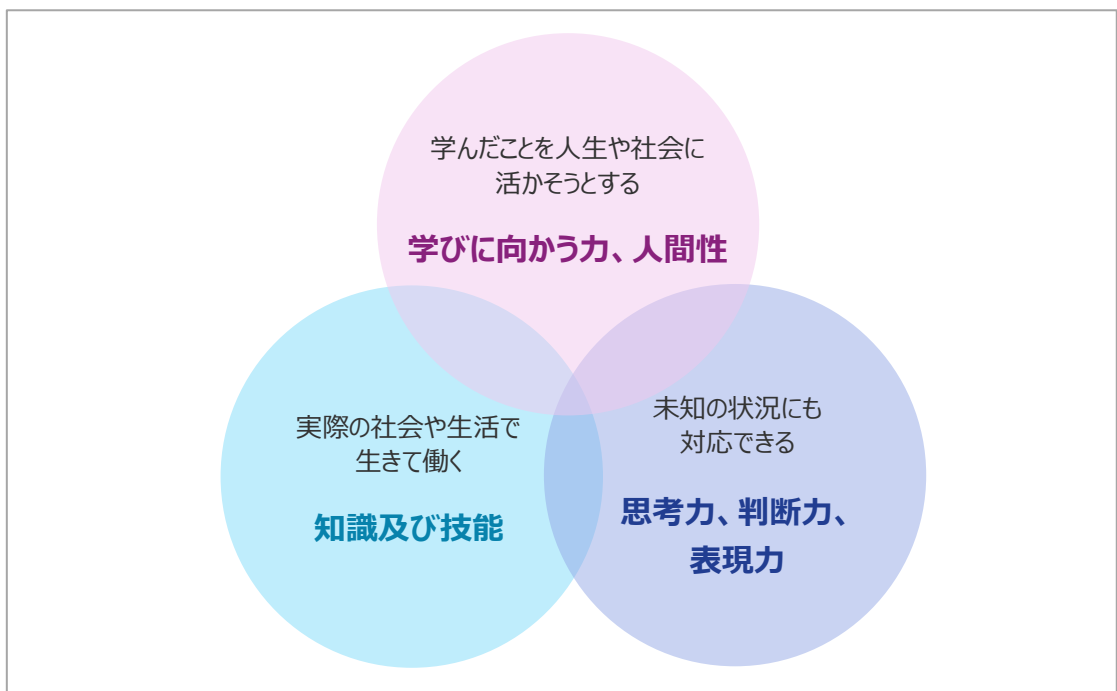 学んだことを人生や社会に
活かそうとする
学びに向かう力、人間性
実際の社会や生活で
生きて働く
知識及び技能
未知の状況にも
対応できる
思考力、判断力、
表現力